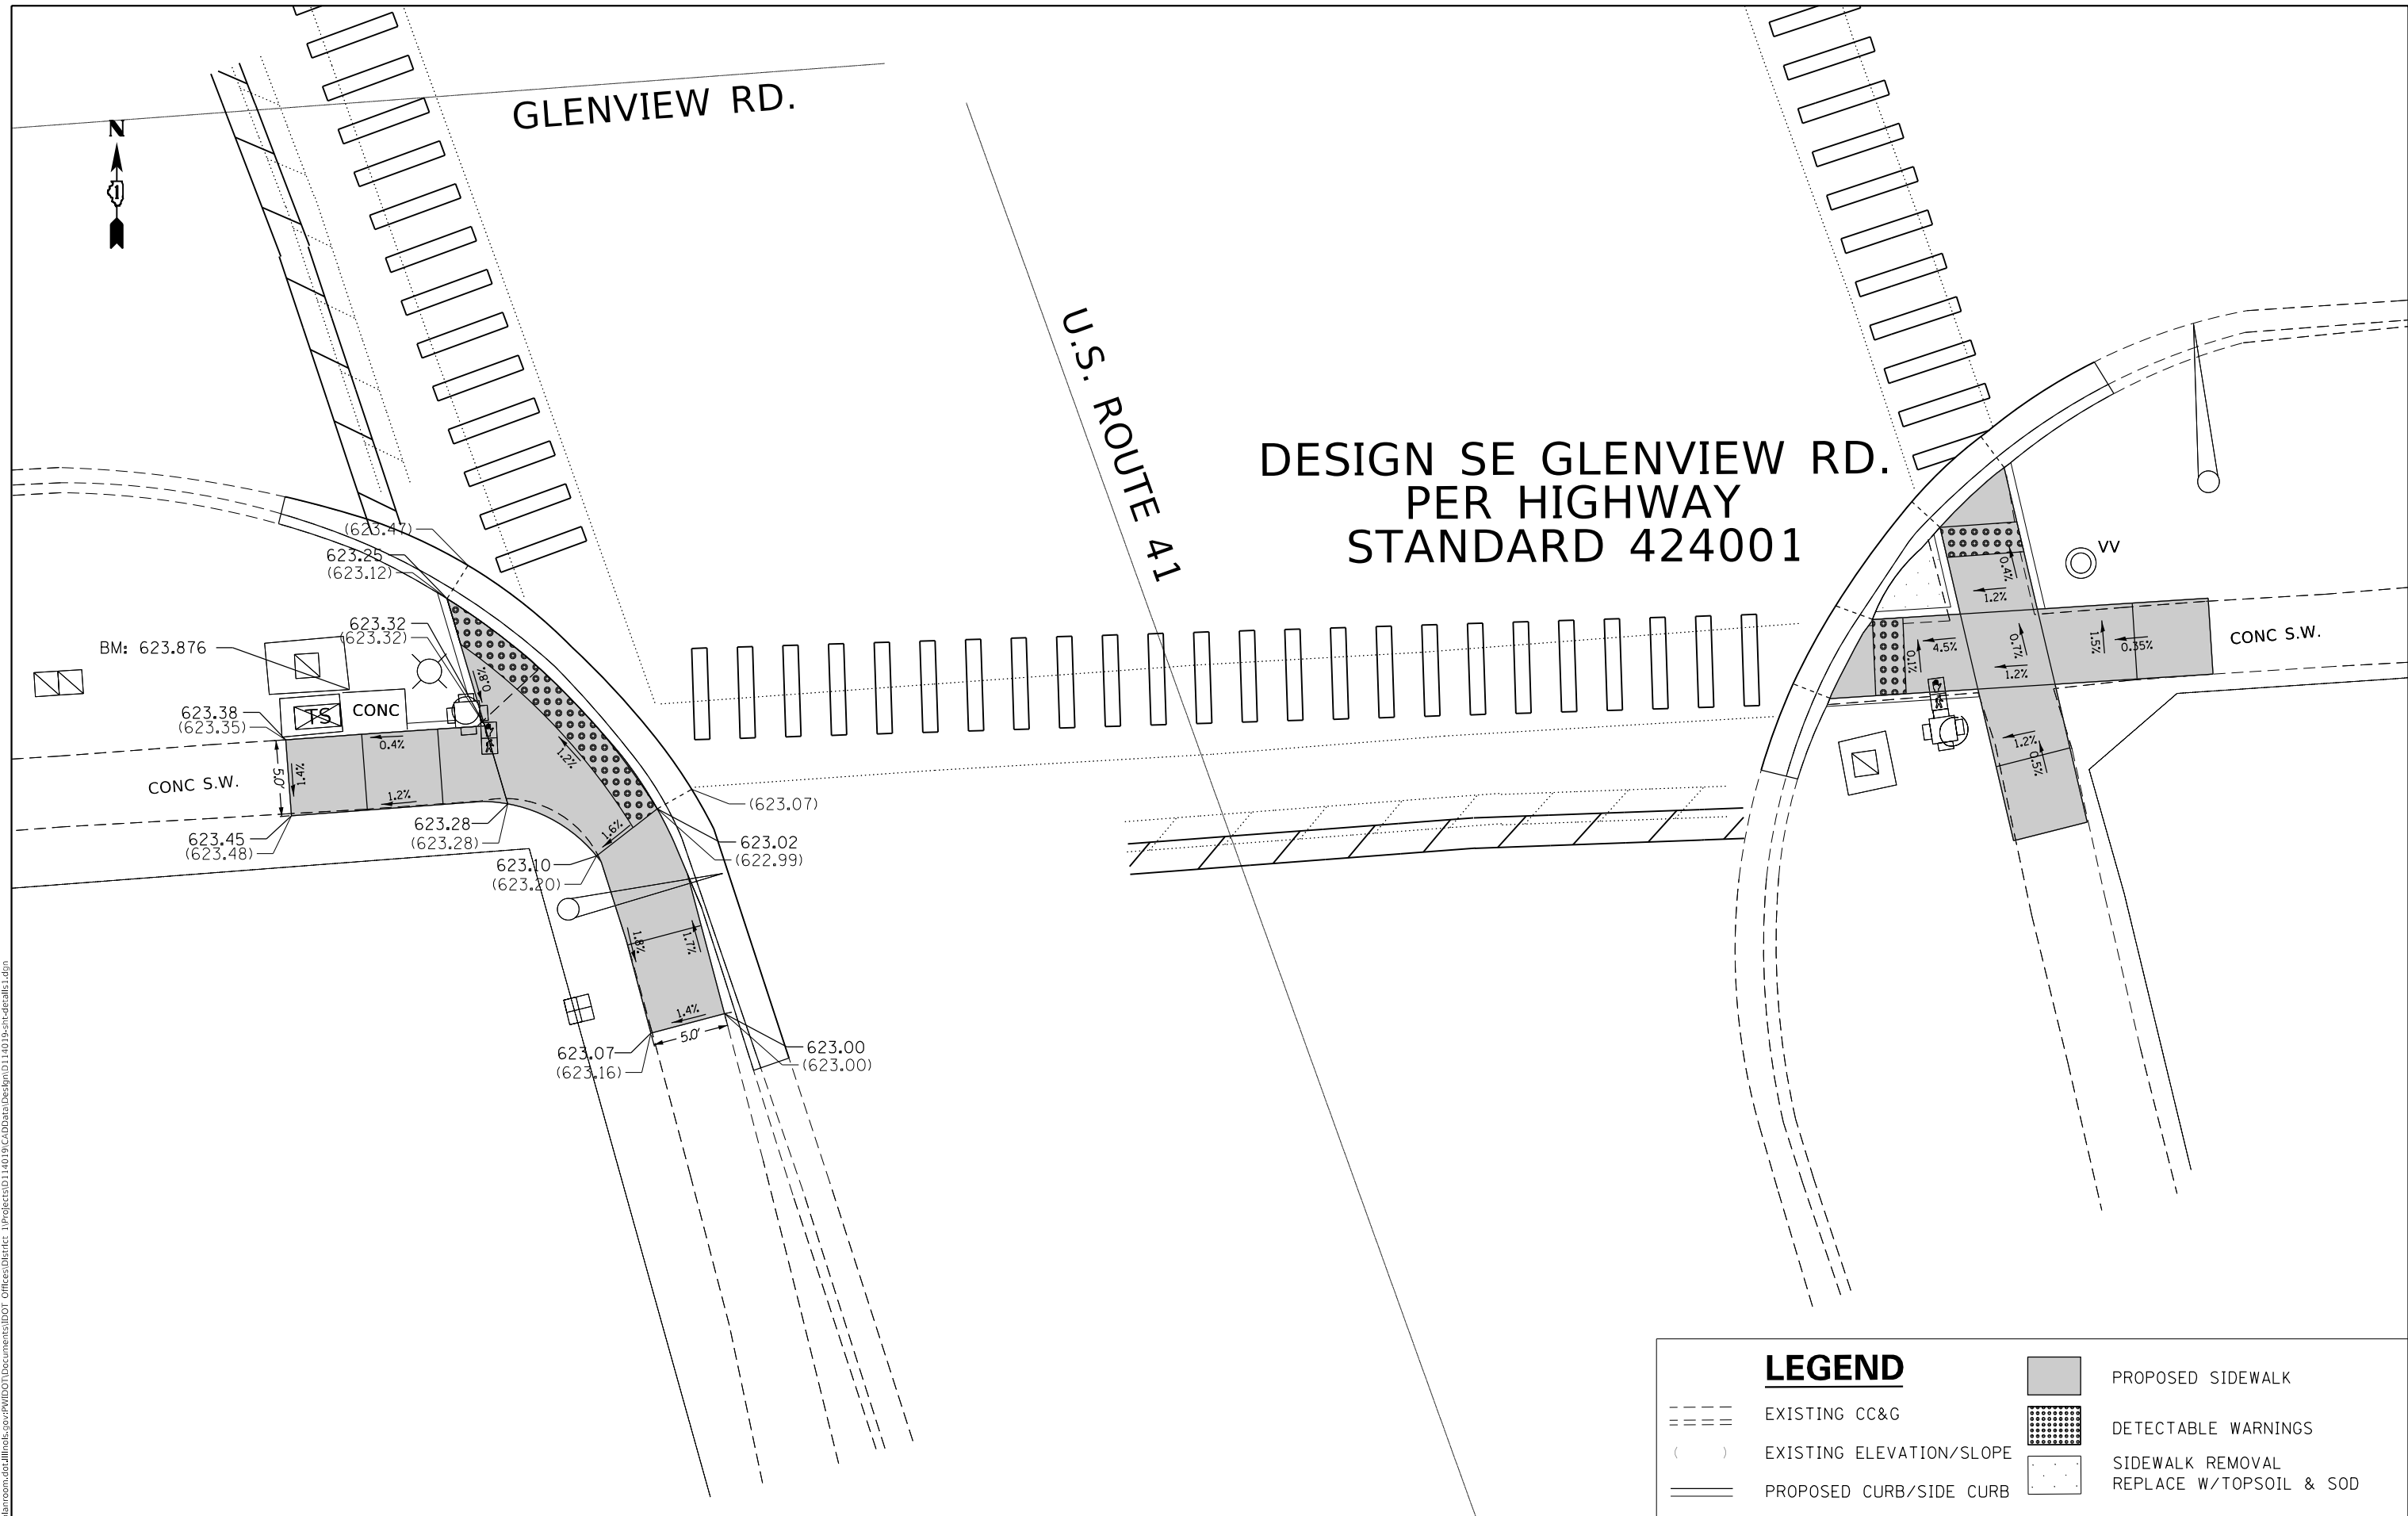 GLENVIEW RD.
N
1
U.S. ROUTE 41
DESIGN SE GLENVIEW RD.
PER HIGHWAY
STANDARD 424001
(623.47)
623.25
(623.12)
623.32
(623.32)
BM: 623.876
TS
CONC
623.38
(623.35)
0.8%
0.4%
5.0'
1.4%
CONC S.W.
1.2%
1.2%
1.6%
623.45
(623.48)
623.28
(623.28)
623.10
(623.20)
(623.07)
623.02
(622.99)
1.8%
1.7%
1.4%
5.0'
623.07
(623.16)
623.00
(623.00)
VV
0.4%
1.2%
4.5%
0.1%
0.7%
1.2%
1.5%
0.35%
CONC S.W.
1.2%
0.5%
LEGEND
EXISTING CC&G
( ) EXISTING ELEVATION/SLOPE
PROPOSED CURB/SIDE CURB
PROPOSED SIDEWALK
DETECTABLE WARNINGS
SIDEWALK REMOVAL
REPLACE W/TOPSOIL & SOD